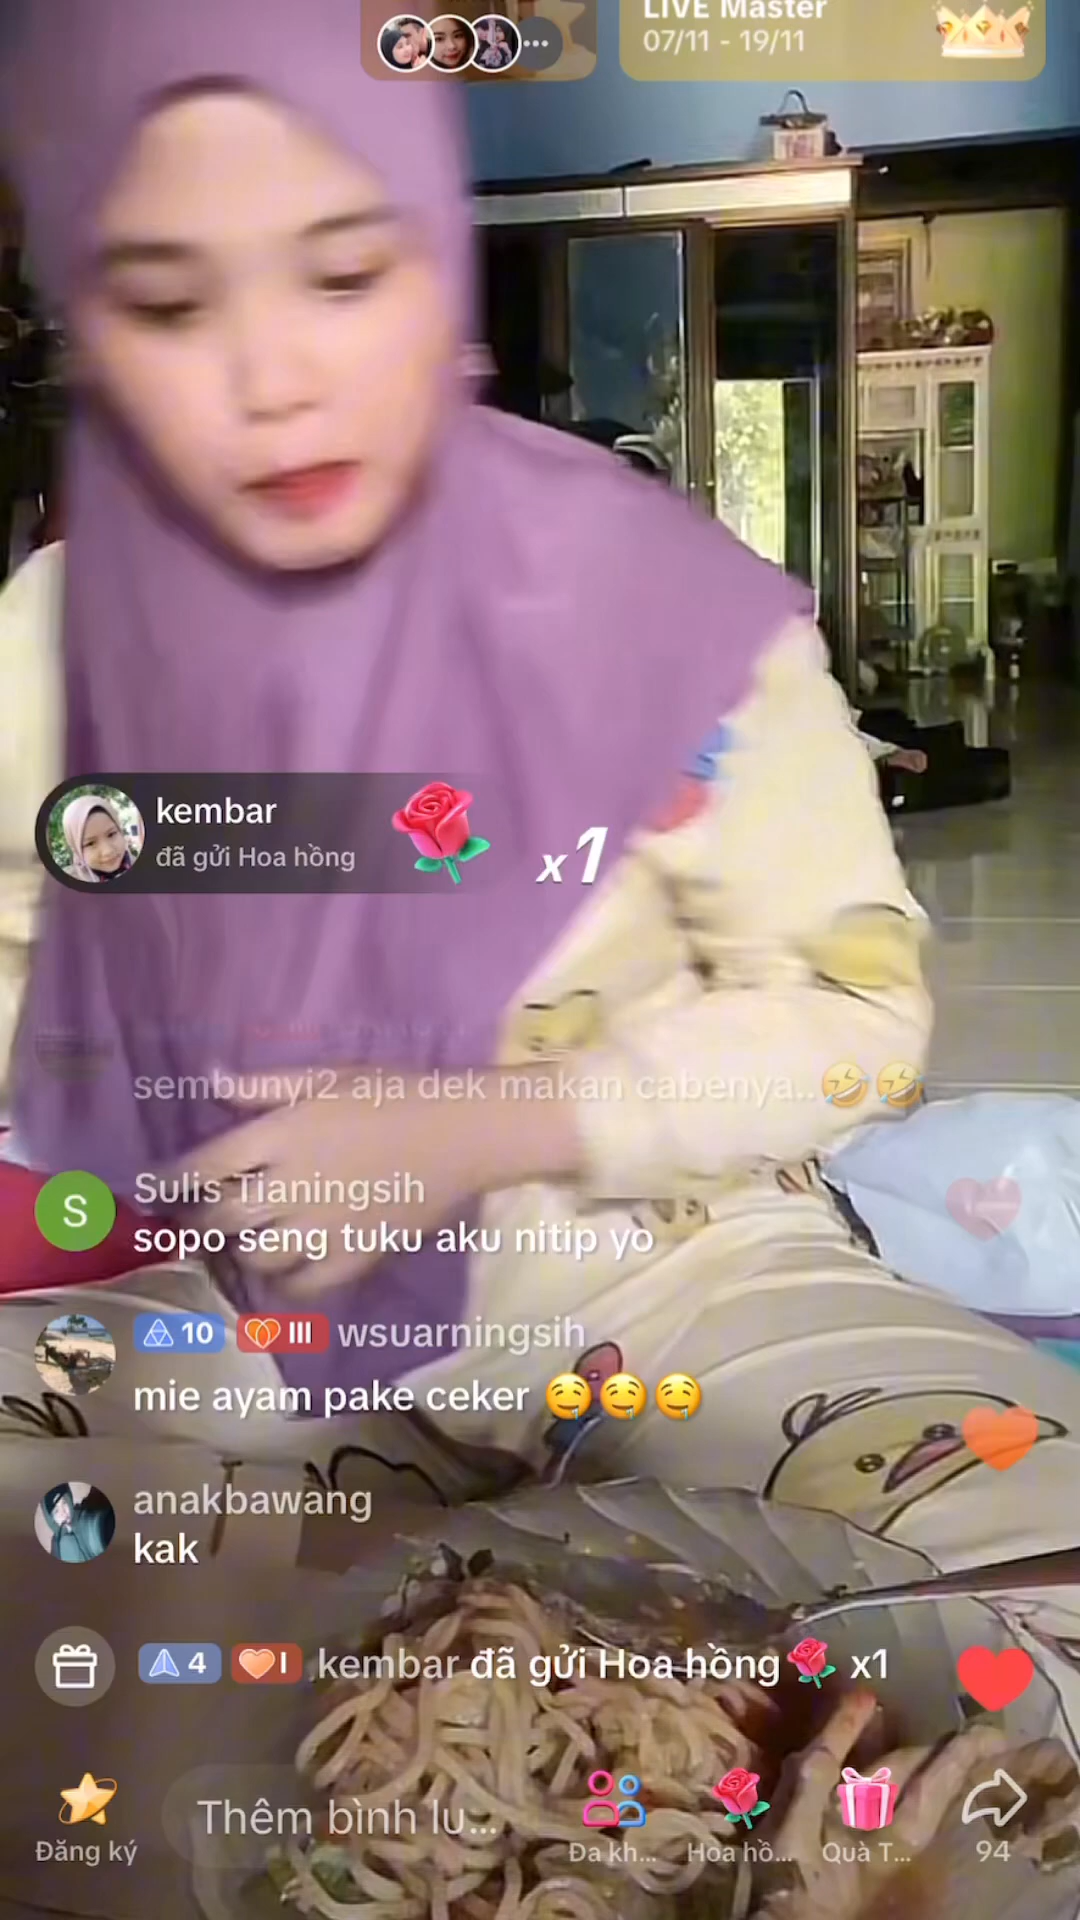 LIVE Master
07/11 - 19/11
kembar
đã gửi Hoa hồng
x1
sembunyi2 aja dek makan cabenya..🤣🤣
S
Sulis Tianingsih
sopo seng tuku aku nitip yo
10 III wsuarningsih
mie ayam pake ceker 🤤🤤🤤
anakbawang
kak
4 I kembar đã gửi Hoa hồng 🌹 x1
Thêm bình lu...
Đăng ký
Đa kh...
Hoa hồ...
Quà T...
94